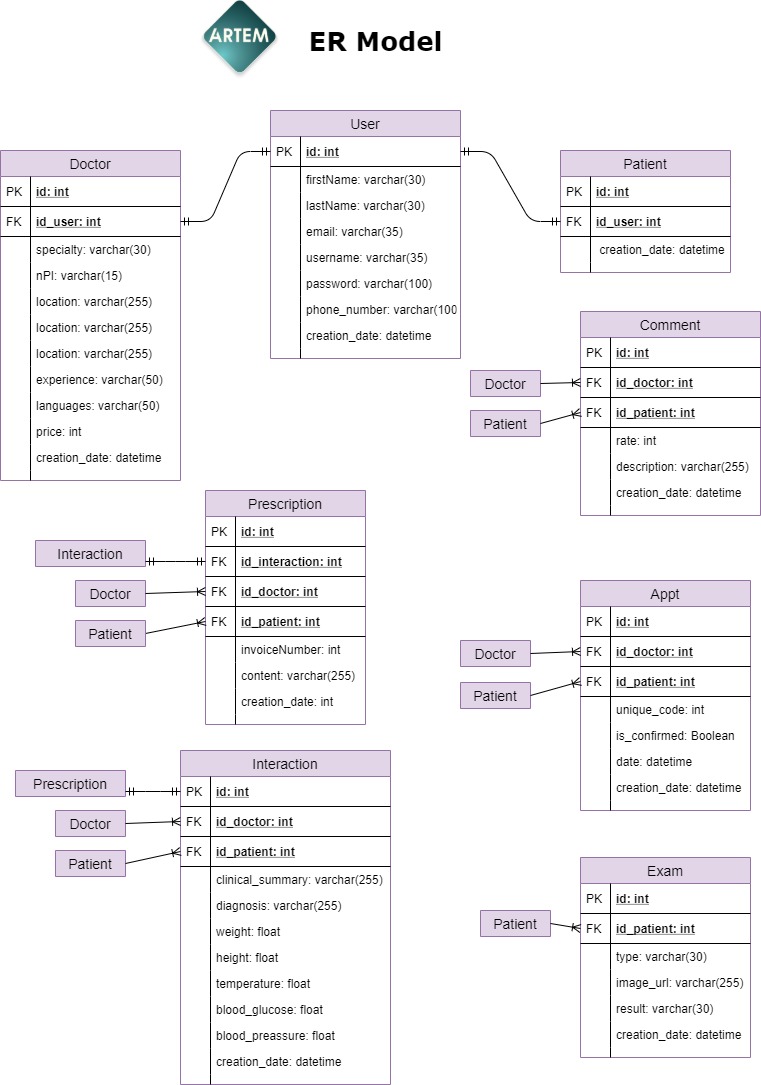 ARTEM
ER Model
User
PK id: int
firstName: varchar(30)
lastName: varchar(30)
email: varchar(35)
username: varchar(35)
password: varchar(100)
phone_number: varchar(100
creation_date: datetime
Doctor
PK id: int
FK id_user: int
specialty: varchar(30)
nPI: varchar(15)
location: varchar(255)
location: varchar(255)
location: varchar(255)
experience: varchar(50)
languages: varchar(50)
price: int
creation_date: datetime
Patient
PK id: int
FK id_user: int
creation_date: datetime
Comment
PK id: int
Doctor
FK id_doctor: int
Patient
FK id_patient: int
rate: int
description: varchar(255)
creation_date: datetime
Prescription
PK id: int
Interaction
FK id_interaction: int
Doctor
FK id_doctor: int
Patient
FK id_patient: int
invoiceNumber: int
content: varchar(255)
creation_date: int
Appt
PK id: int
Doctor
FK id_doctor: int
Patient
FK id_patient: int
unique_code: int
is_confirmed: Boolean
date: datetime
creation_date: datetime
Interaction
Prescription
PK id: int
Doctor
FK id_doctor: int
Patient
FK id_patient: int
clinical_summary: varchar(255)
diagnosis: varchar(255)
weight: float
height: float
temperature: float
blood_glucose: float
blood_preassure: float
creation_date: datetime
Exam
PK id: int
Patient
FK id_patient: int
type: varchar(30)
image_url: varchar(255)
result: varchar(30)
creation_date: datetime